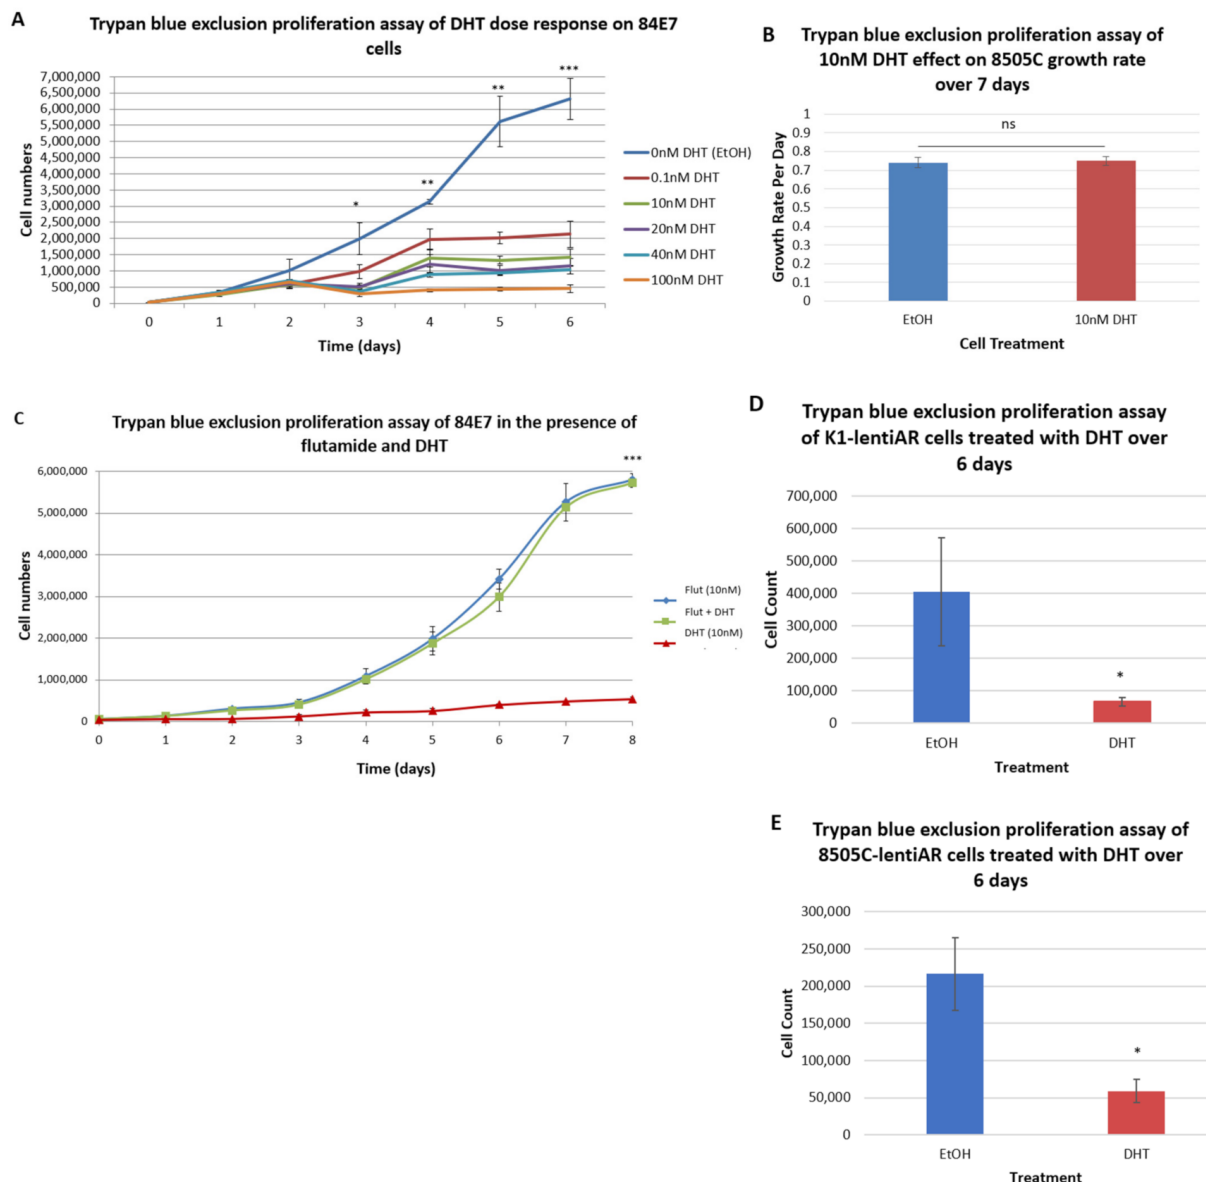 A
Trypan blue exclusion proliferation assay of DHT dose response on 84E7
cells
7,000,000
6,500,000
6,000,000
5,500,000
5,000,000
4,500,000
4,000,000
3,500,000
3,000,000
2,500,000
2,000,000
1,500,000
1,000,000
500,000
0
Cell numbers
* ** ** ***
0 1 2 3 4 5 6
Time (days)
0nM DHT (EtOH)
0.1nM DHT
10nM DHT
20nM DHT
40nM DHT
100nM DHT
B
Trypan blue exclusion proliferation assay of
10nM DHT effect on 8505C growth rate
over 7 days
1
0.9
0.8
0.7
0.6
0.5
0.4
0.3
0.2
0.1
0
Growth Rate Per Day
ns
EtOH 10nM DHT
Cell Treatment
C
Trypan blue exclusion proliferation assay of 84E7 in the presence of
flutamide and DHT
6,000,000
5,000,000
4,000,000
3,000,000
2,000,000
1,000,000
0
Cell numbers
***
0 1 2 3 4 5 6 7 8
Time (days)
Flut (10nM)
Flut + DHT
DHT (10nM)
D
Trypan blue exclusion proliferation assay
of K1-lentiAR cells treated with DHT over
6 days
700,000
600,000
500,000
400,000
300,000
200,000
100,000
0
Cell Count
*
EtOH DHT
Treatment
E
Trypan blue exclusion proliferation assay of
8505C-lentiAR cells treated with DHT over
6 days
300,000
250,000
200,000
150,000
100,000
50,000
0
Cell Count
*
EtOH DHT
Treatment